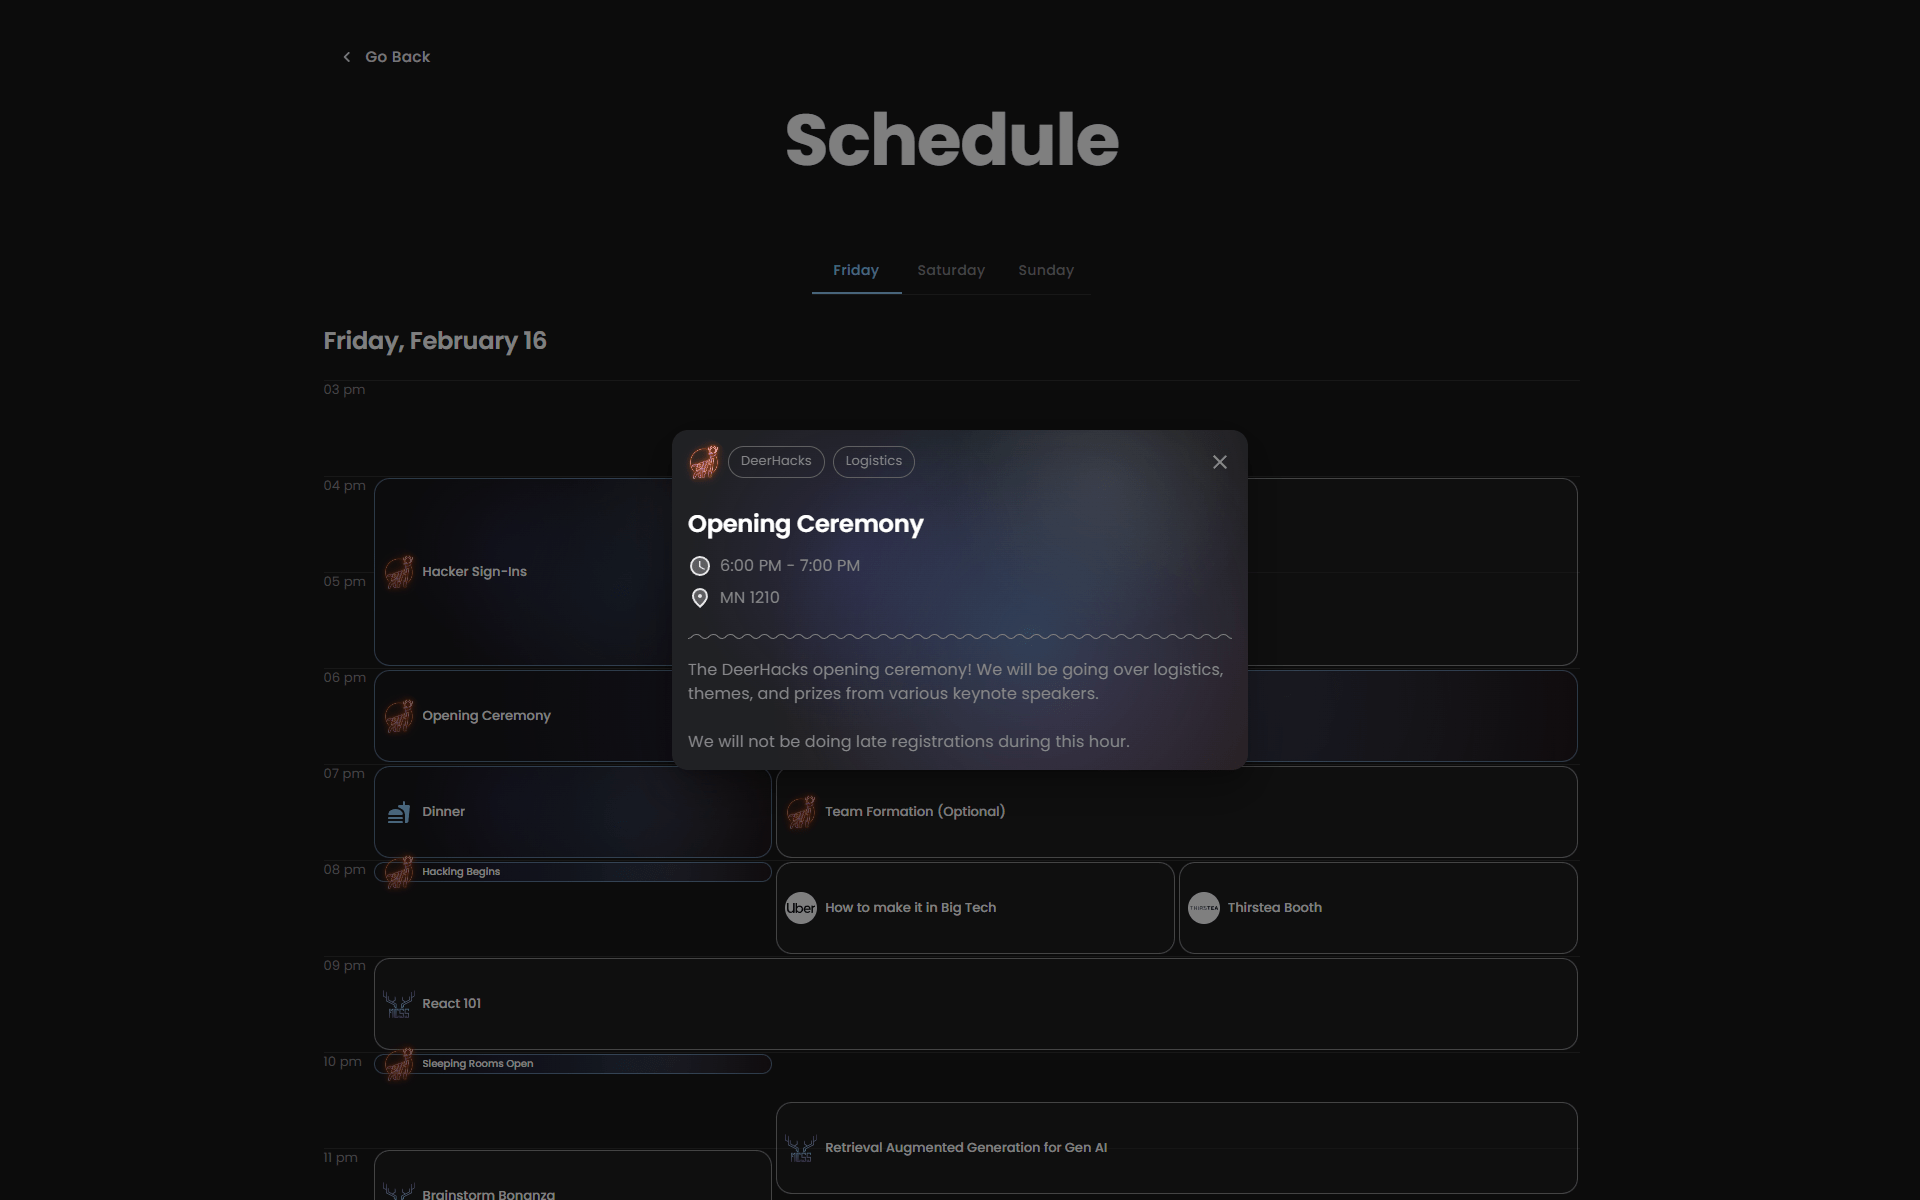 Go Back
Schedule
Friday
Saturday
Sunday
Friday, February 16
03 pm
DeerHacks
Logistics
Opening Ceremony
6:00 PM - 7:00 PM
MN 1210
The DeerHacks opening ceremony! We will be going over logistics,
themes, and prizes from various keynote speakers.
We will not be doing late registrations during this hour.
04 pm
Hacker Sign-Ins
05 pm
06 pm
Opening Ceremony
07 pm
Dinner
Team Formation (Optional)
08 pm
Hacking Begins
Uber
How to make it in Big Tech
THIRSTEA
Thirstea Booth
09 pm
MCSS
React 101
10 pm
Sleeping Rooms Open
MCSS
Retrieval Augmented Generation for Gen AI
11 pm
Brainstorm Bonanza